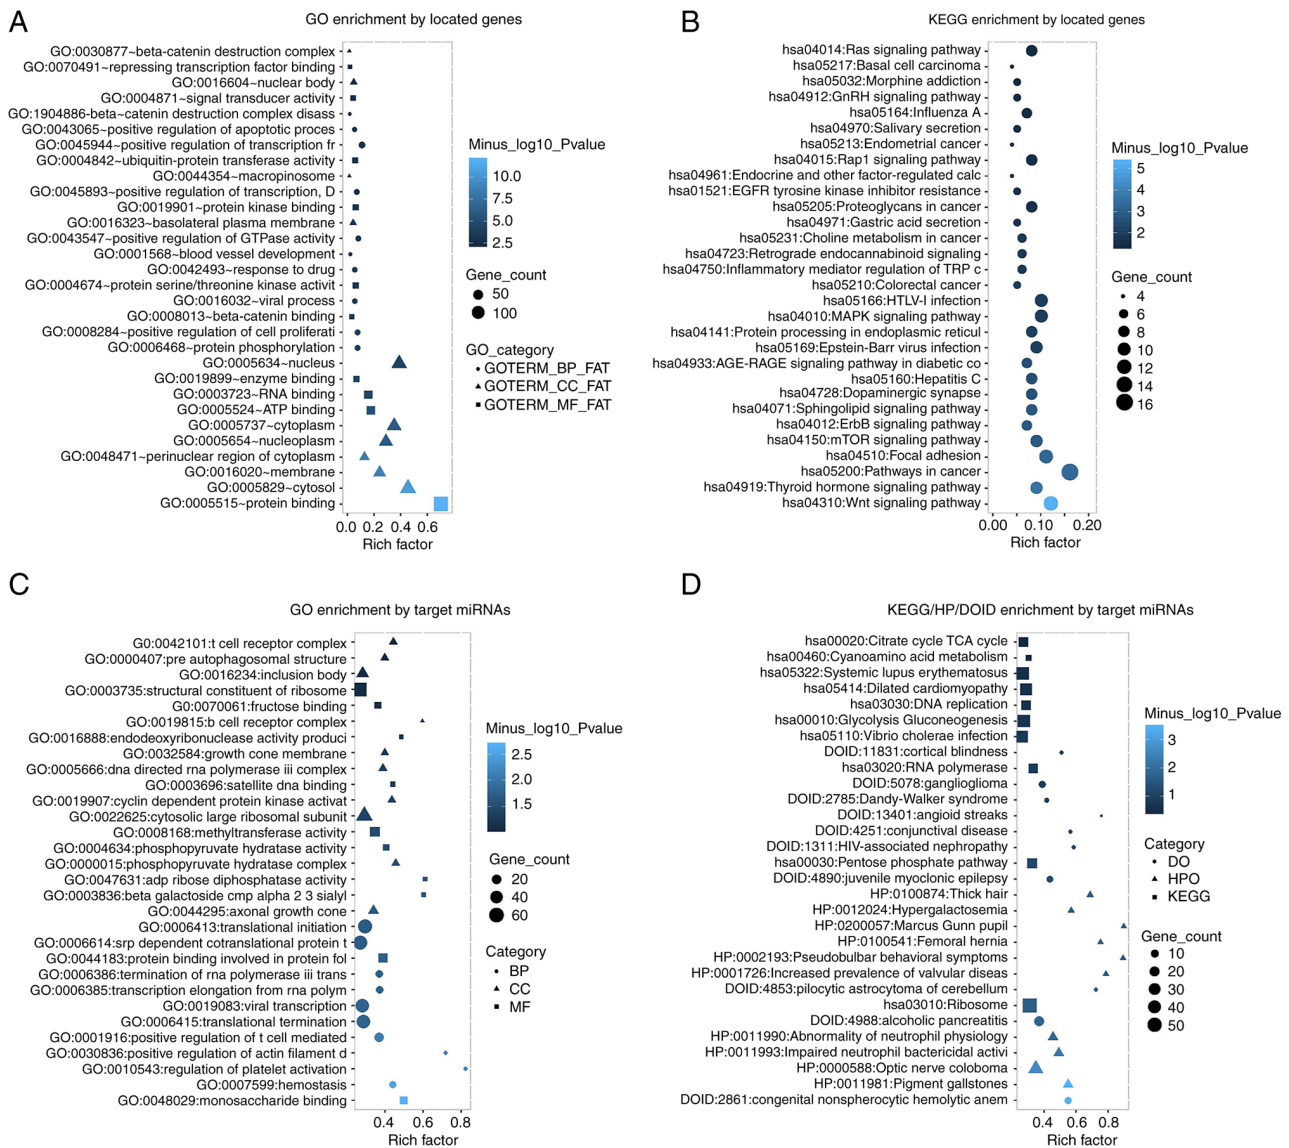 A
GO enrichment by located genes
GO:0030877~beta-catenin destruction complex
GO:0070491~repressing transcription factor binding
GO:0016604~nuclear body
GO:0004871~signal transducer activity
GO:1904886-beta~catenin destruction complex disass
GO:0043065~positive regulation of apoptotic proces
GO:0045944~positive regulation of transcription fr
GO:0004842~ubiquitin-protein transferase activity
GO:0044354~macropinosome
GO:0045893~positive regulation of transcription, D
GO:0019901~protein kinase binding
GO:0016323~basolateral plasma membrane
GO:0043547~positive regulation of GTPase activity
GO:0001568~blood vessel development
GO:0042493~response to drug
GO:0004674~protein serine/threonine kinase activit
GO:0016032~viral process
GO:0008013~beta-catenin binding
GO:0008284~positive regulation of cell proliferati
GO:0006468~protein phosphorylation
GO:0005634~nucleus
GO:0019899~enzyme binding
GO:0003723~RNA binding
GO:0005524~ATP binding
GO:0005737~cytoplasm
GO:0005654~nucleoplasm
GO:0048471~perinuclear region of cytoplasm
GO:0016020~membrane
GO:0005829~cytosol
GO:0005515~protein binding
0.0 0.2 0.4 0.6
Rich factor
Minus_log10_Pvalue
10.0
7.5
5.0
2.5
Gene_count
50
100
GO_category
GOTERM_BP_FAT
GOTERM_CC_FAT
GOTERM_MF_FAT
B
KEGG enrichment by located genes
hsa04014:Ras signaling pathway
hsa05217:Basal cell carcinoma
hsa05032:Morphine addiction
hsa04912:GnRH signaling pathway
hsa05164:Influenza A
hsa04970:Salivary secretion
hsa05213:Endometrial cancer
hsa04015:Rap1 signaling pathway
hsa04961:Endocrine and other factor-regulated calc
hsa01521:EGFR tyrosine kinase inhibitor resistance
hsa05205:Proteoglycans in cancer
hsa04971:Gastric acid secretion
hsa05231:Choline metabolism in cancer
hsa04723:Retrograde endocannabinoid signaling
hsa04750:Inflammatory mediator regulation of TRP c
hsa05210:Colorectal cancer
hsa05166:HTLV-I infection
hsa04010:MAPK signaling pathway
hsa04141:Protein processing in endoplasmic reticul
hsa05169:Epstein-Barr virus infection
hsa04933:AGE-RAGE signaling pathway in diabetic co
hsa05160:Hepatitis C
hsa04728:Dopaminergic synapse
hsa04071:Sphingolipid signaling pathway
hsa04012:ErbB signaling pathway
hsa04150:mTOR signaling pathway
hsa04510:Focal adhesion
hsa05200:Pathways in cancer
hsa04919:Thyroid hormone signaling pathway
hsa04310:Wnt signaling pathway
0.00 0.10 0.20
Rich factor
Minus_log10_Pvalue
5
4
3
2
Gene_count
4
6
8
10
12
14
16
C
GO enrichment by target miRNAs
G0:0042101:t cell receptor complex
GO:0000407:pre autophagosomal structure
GO:0016234:inclusion body
GO:0003735:structural constituent of ribosome
G0:0070061:fructose binding
GO:0019815:b cell receptor complex
GO:0016888:endodeoxyribonuclease activity produci
GO:0032584:growth cone membrane
GO:0005666:dna directed rna polymerase iii complex
GO:0003696:satellite dna binding
GO:0019907:cyclin dependent protein kinase activat
GO:0022625:cytosolic large ribosomal subunit
GO:0008168:methyltransferase activity
GO:0004634:phosphopyruvate hydratase activity
GO:0000015:phosphopyruvate hydratase complex
GO:0047631:adp ribose diphosphatase activity
GO:0003836:beta galactoside cmp alpha 2 3 sialyl
GO:0044295:axonal growth cone
GO:0006413:translational initiation
GO:0006614:srp dependent cotranslational protein t
GO:0044183:protein binding involved in protein fol
GO:0006386:termination of rna polymerase iii trans
GO:0006385:transcription elongation from rna polym
GO:0019083:viral transcription
GO:0006415:translational termination
GO:0001916:positive regulation of t cell mediated
GO:0030836:positive regulation of actin filament d
GO:0010543:regulation of platelet activation
GO:0007599:hemostasis
GO:0048029:monosaccharide binding
0.4 0.6 0.8
Rich factor
Minus_log10_Pvalue
2.5
2.0
1.5
Gene_count
20
40
60
Category
BP
CC
MF
D
KEGG/HP/DOID enrichment by target miRNAs
hsa00020:Citrate cycle TCA cycle
hsa00460:Cyanoamino acid metabolism
hsa05322:Systemic lupus erythematosus
hsa05414:Dilated cardiomyopathy
hsa03030:DNA replication
hsa00010:Glycolysis Gluconeogenesis
hsa05110:Vibrio cholerae infection
DOID:11831:cortical blindness
hsa03020:RNA polymerase
DOID:5078:ganglioglioma
DOID:2785:Dandy-Walker syndrome
DOID:13401:angioid streaks
DOID:4251:conjunctival disease
DOID:1311:HIV-associated nephropathy
hsa00030:Pentose phosphate pathway
DOID:4890:juvenile myoclonic epilepsy
HP:0100874:Thick hair
HP:0012024:Hypergalactosemia
HP:0200057:Marcus Gunn pupil
HP:0100541:Femoral hernia
HP:0002193:Pseudobulbar behavioral symptoms
HP:0001726:Increased prevalence of valvular diseas
DOID:4853:pilocytic astrocytoma of cerebellum
hsa03010:Ribosome
DOID:4988:alcoholic pancreatitis
HP:0011990:Abnormality of neutrophil physiology
HP:0011993:Impaired neutrophil bactericidal activi
HP:0000588:Optic nerve coloboma
HP:0011981:Pigment gallstones
DOID:2861:congenital nonspherocytic hemolytic anem
0.4 0.6 0.8
Rich factor
Minus_log10_Pvalue
3
2
1
Category
DO
HPO
KEGG
Gene_count
10
20
30
40
50